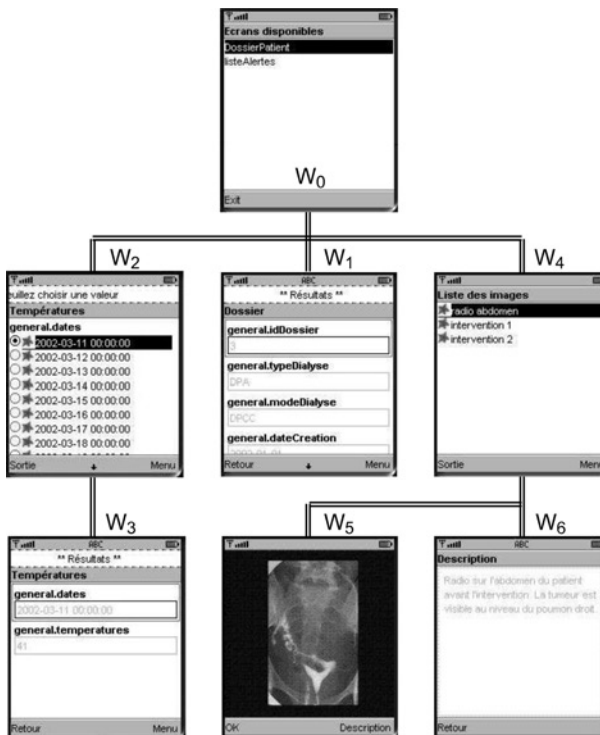 Ecrans disponibles
DossierPatient
listeAlertes
W0
Exit
W2
W1
W4
euillez choisir une valeur
Températures
general.dates
2002-03-11 00:00:00
2002-03-12 00:00:00
2002-03-13 00:00:00
2002-03-14 00:00:00
2002-03-15 00:00:00
2002-03-16 00:00:00
2002-03-17 00:00:00
2002-03-18 00:00:00
Sortie
Menu
ABC
** Résultats **
Dossier
general.idDossier
3
general.typeDialyse
DPA
general.modeDialyse
DPCC
general.dateCreation
2002-01-01
Retour
Menu
Liste des images
radio abdomen
intervention 1
intervention 2
Sortie
Menu
W3
W5
W6
ABC
** Résultats **
Températures
general.dates
2002-03-11 00:00:00
general.temperatures
41
Retour
Menu
OK
Description
ABC
Description
Radio sur l'abdomen du patient
avant l'intervention. La tumeur est
visible au niveau du poumon droit.
Retour